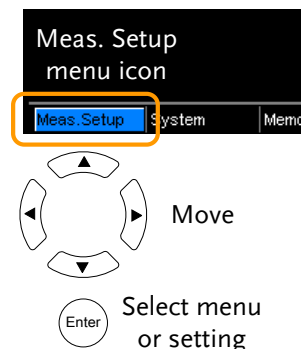 Meas. Setup
menu icon
Meas.Setup System Memo
Move
Enter
Select menu
or setting